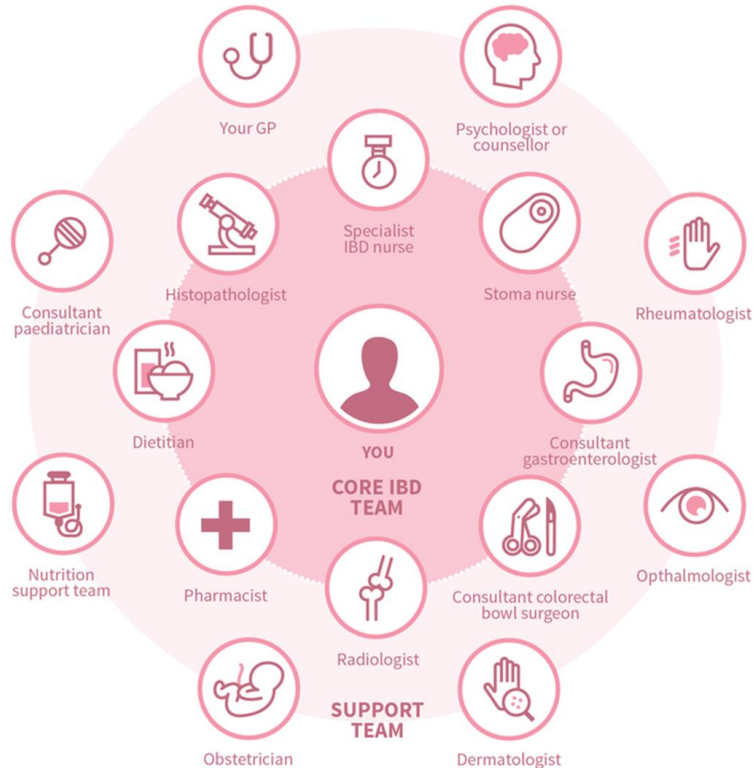 Your GP
Psychologist or
counsellor
Specialist
IBD nurse
Histopathologist
Stoma nurse
Consultant
paediatrician
Rheumatologist
Dietitian
YOU
Consultant
gastroenterologist
CORE IBD
TEAM
Nutrition
support team
Pharmacist
Consultant colorectal
bowl surgeon
Opthalmologist
Radiologist
SUPPORT
TEAM
Obstetrician
Dermatologist